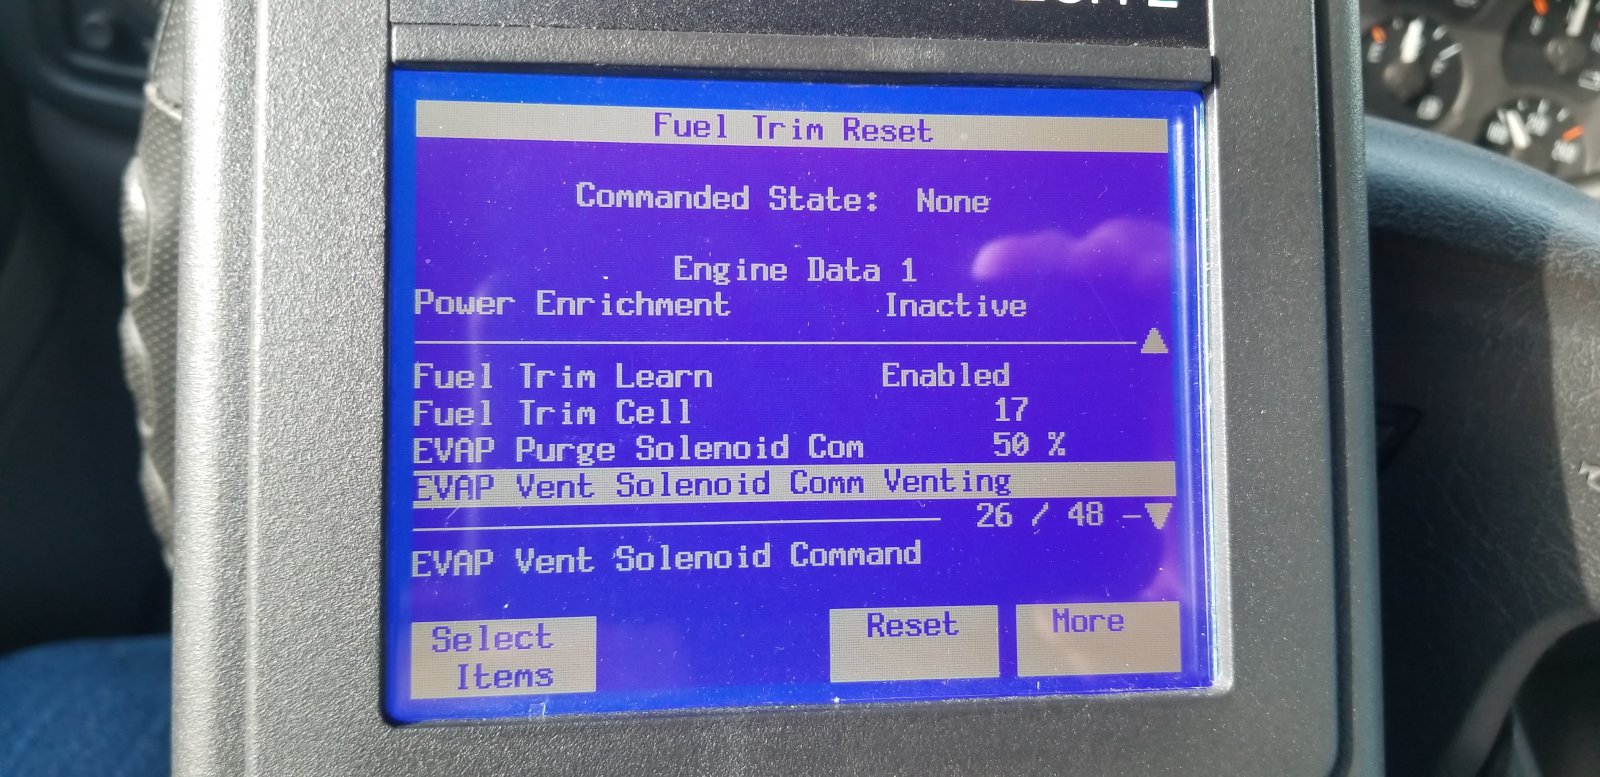 Fuel Trim Reset
Commanded State: None
Engine Data 1
Power Enrichment Inactive
Fuel Trim Learn Enabled
Fuel Trim Cell 17
EVAP Purge Solenoid Com 50 %
EVAP Vent Solenoid Comm Venting
26 / 48
EVAP Vent Solenoid Command
Select
Items
Reset
More